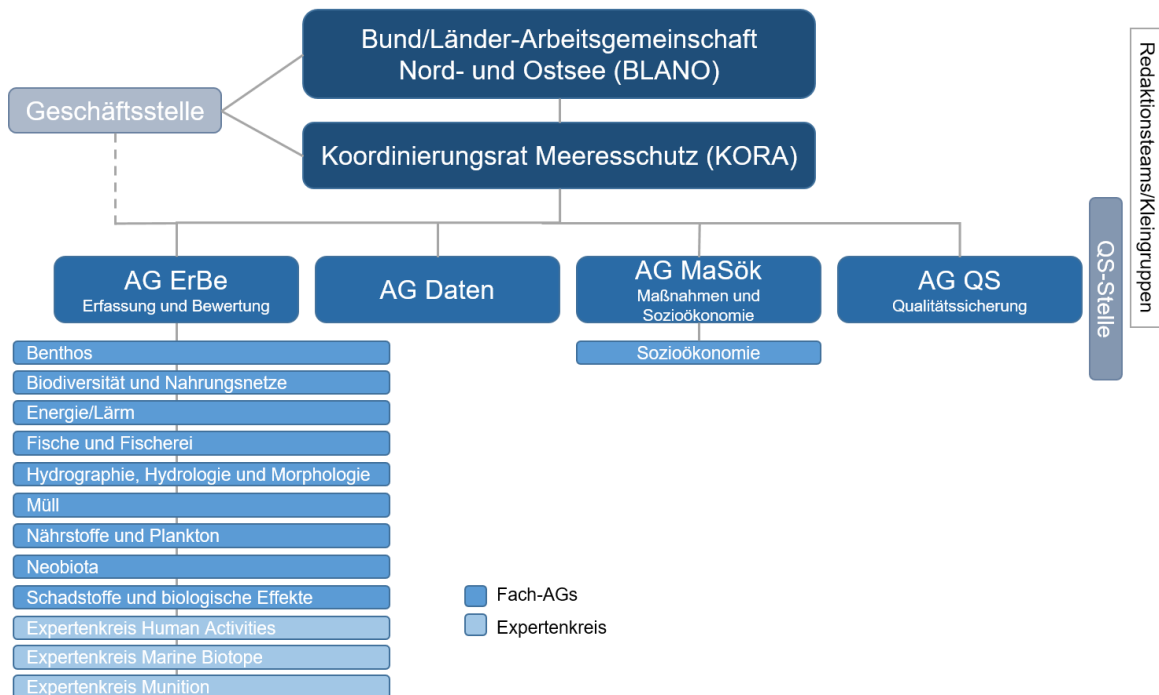 Bund/Länder-Arbeitsgemeinschaft
Nord- und Ostsee (BLANO)
Geschäftsstelle
Koordinierungsrat Meeresschutz (KORA)
Redaktionsteams/Kleingruppen
QS-Stelle
AG ErBe
Erfassung und Bewertung
AG Daten
AG MaSök
Maßnahmen und
Sozioökonomie
AG QS
Qualitätssicherung
Benthos
Biodiversität und Nahrungsnetze
Energie/Lärm
Fische und Fischerei
Hydrographie, Hydrologie und Morphologie
Müll
Nährstoffe und Plankton
Neobiota
Schadstoffe und biologische Effekte
Expertenkreis Human Activities
Expertenkreis Marine Biotope
Expertenkreis Munition
Sozioökonomie
Fach-AGs
Expertenkreis